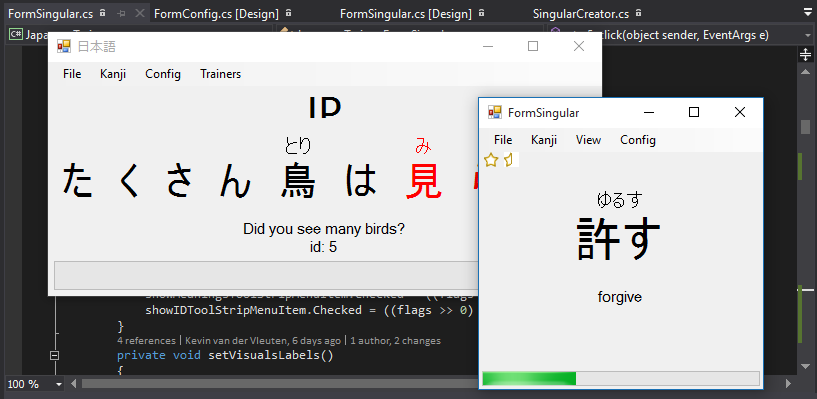 FormSingular.cs FormConfig.cs [Design] FormSingular.cs [Design] SingularCreator.cs
C# Japa
click(object sender, EventArgs e)
日本語
File Kanji Config Trainers
ID
とり み
たくさん鳥は見
Did you see many birds?
id: 5
FormSingular
File Kanji View Config
ゆるす
許す
forgive
showIDToolStripMenuItem.Checked = ((flags >> 0)
}
4 references | Kevin van der Vleuten, 6 days ago | 1 author, 2 changes
private void setVisualsLabels()
{
100 %